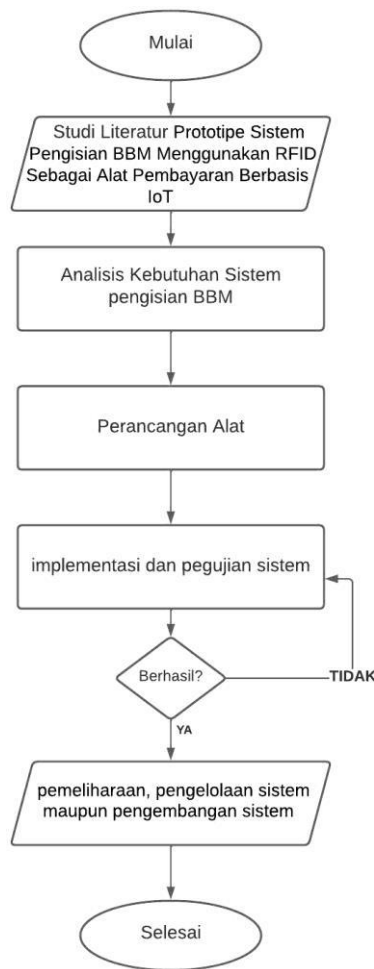 Mulai
Studi Literatur Prototipe Sistem
Pengisian BBM Menggunakan RFID
Sebagai Alat Pembayaran Berbasis
IoT
Analisis Kebutuhan Sistem
pengisian BBM
Perancangan Alat
implementasi dan pegujian sistem
Berhasil?
TIDAK
YA
pemeliharaan, pengelolaan sistem
maupun pengembangan sistem
Selesai